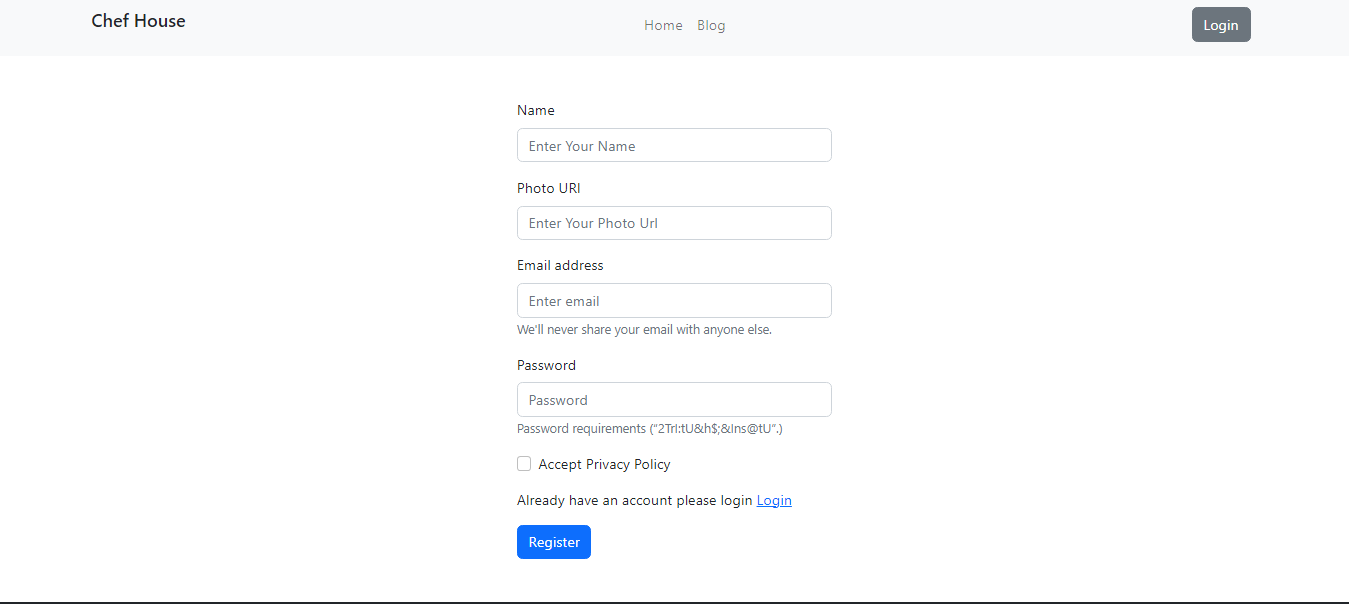 Chef House
Home Blog
Login
Name
Enter Your Name
Photo URl
Enter Your Photo Url
Email address
Enter email
We'll never share your email with anyone else.
Password
Password
Password requirements (“2Trl:tU&h$;&Ins@tU”.)
Accept Privacy Policy
Already have an account please login Login
Register